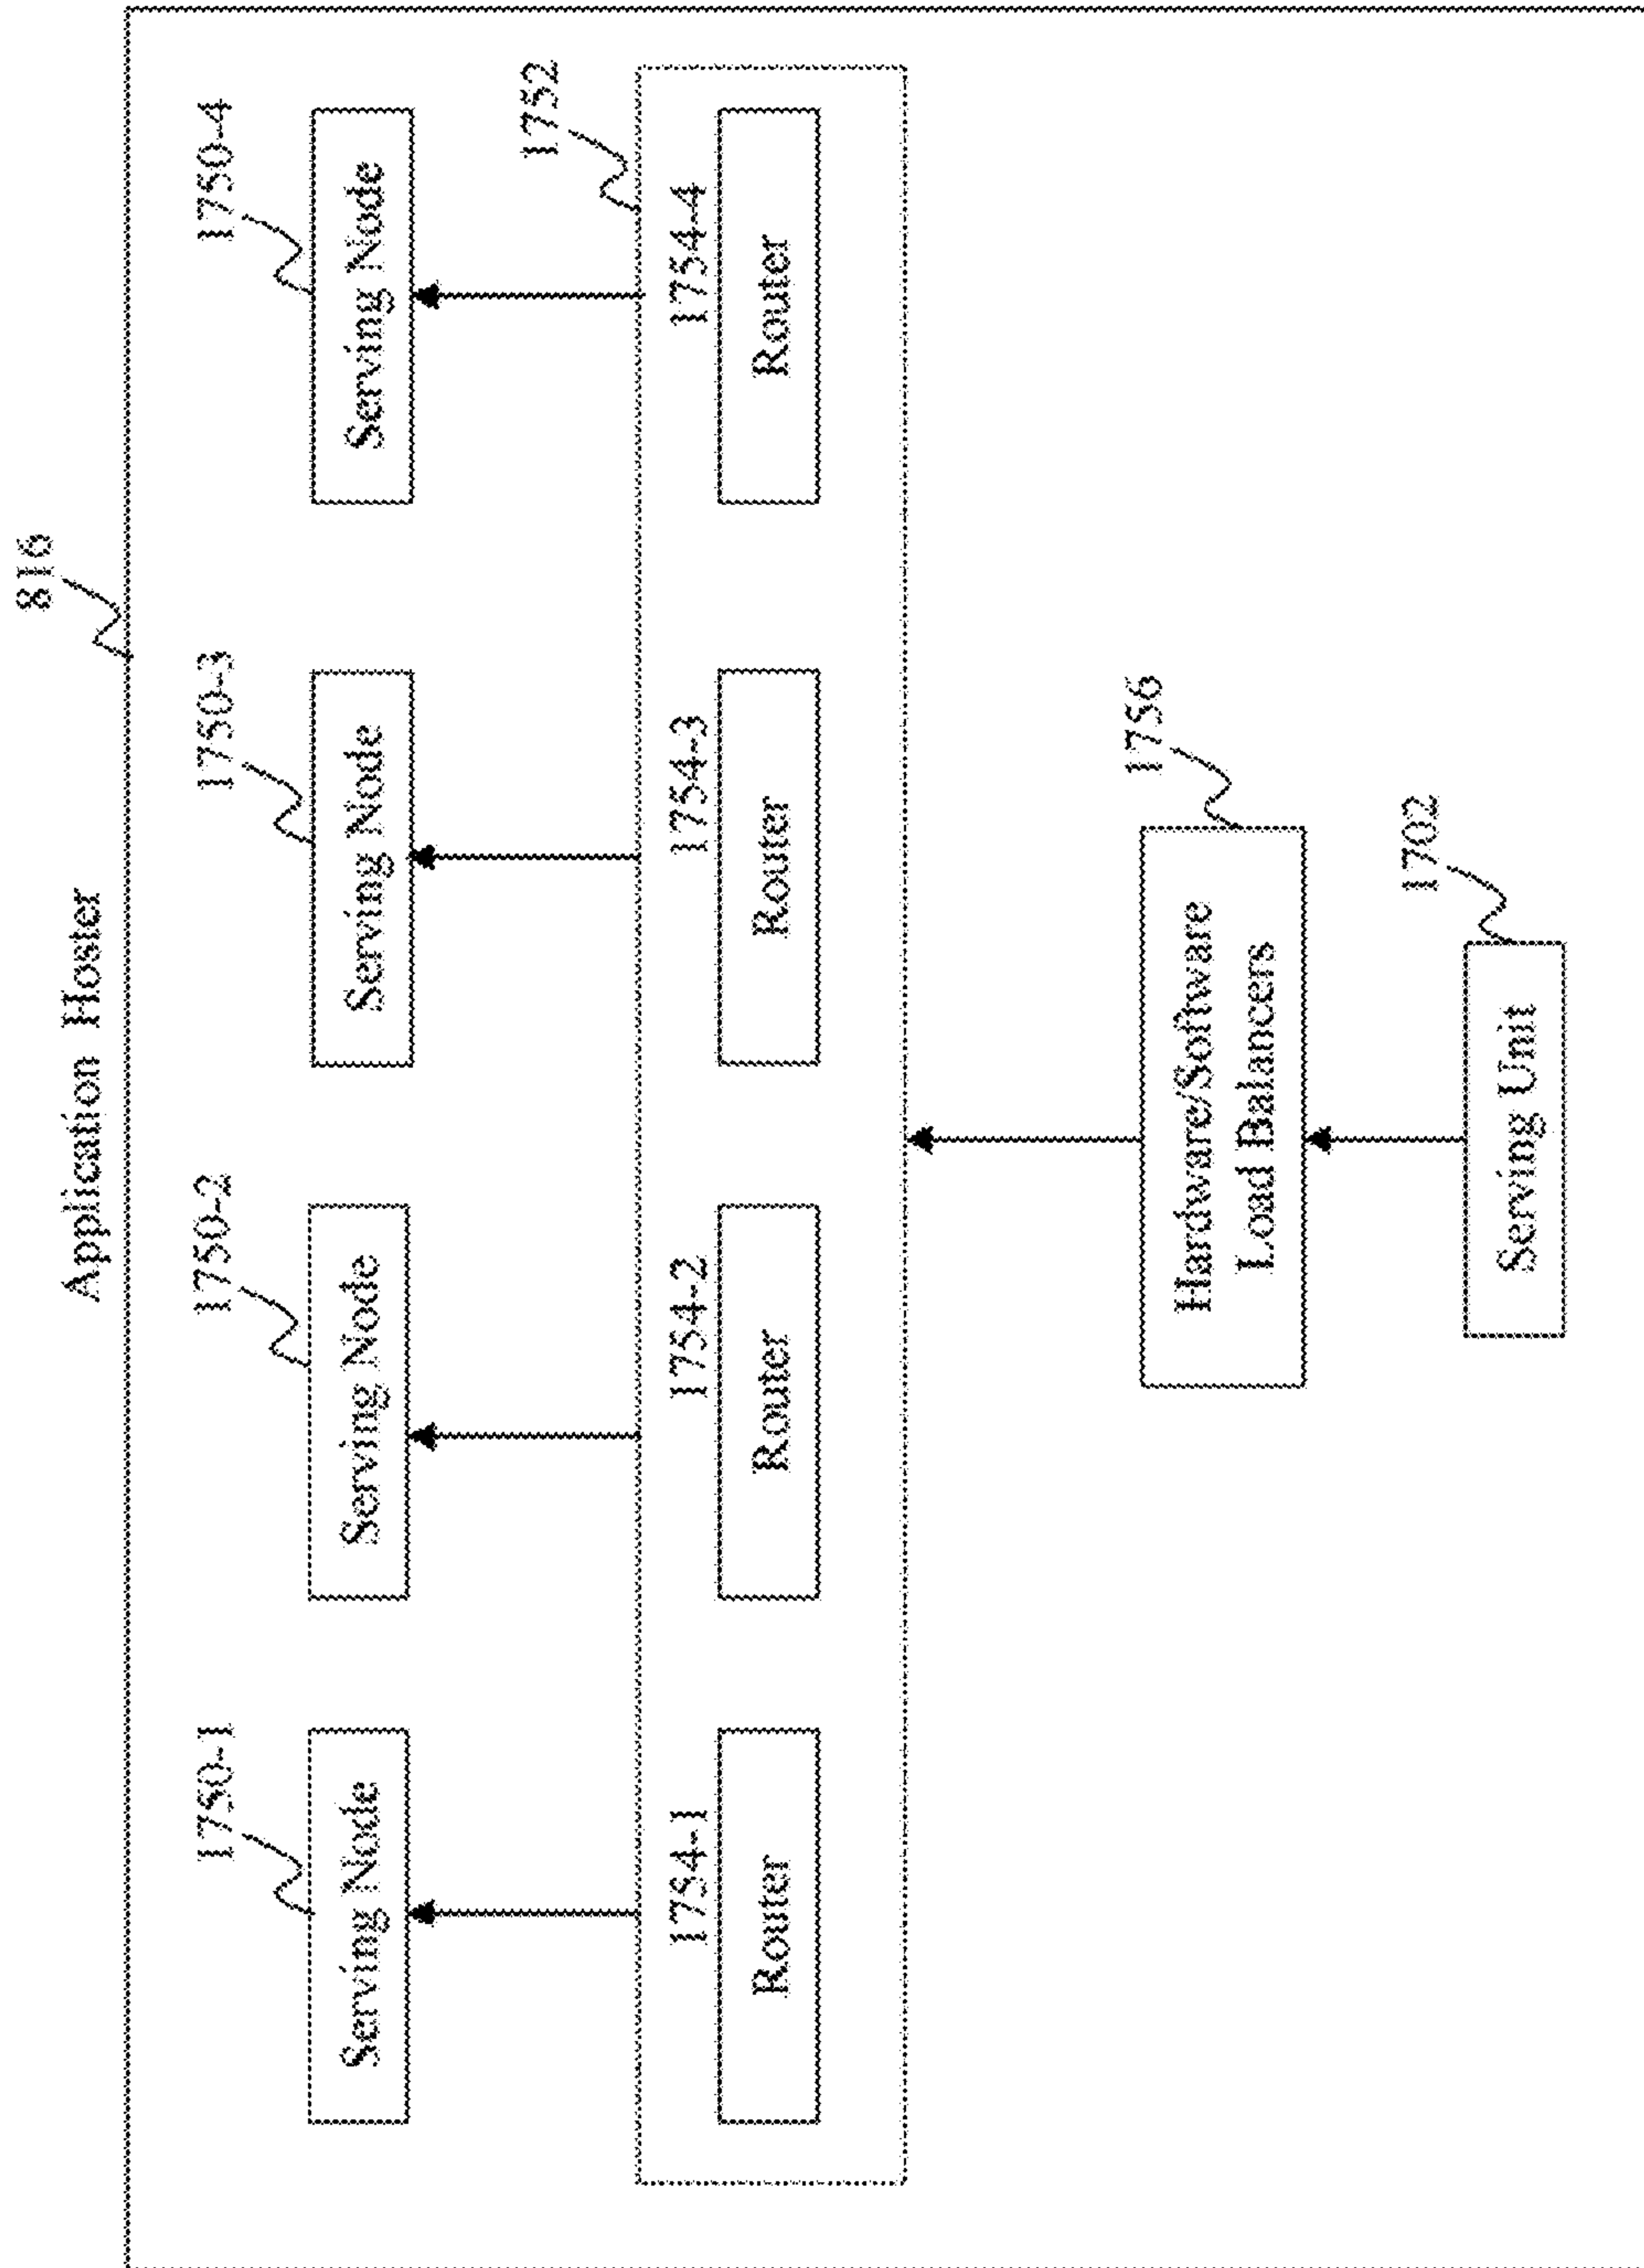 Application Hoster
816
1750-1
1750-2
1750-3
1750-4
Serving Node
Serving Node
Serving Node
Serving Node
1752
1754-1
1754-2
1754-3
1754-4
Router
Router
Router
Router
1756
Hardware/Software
Load Balancers
1702
Serving Unit